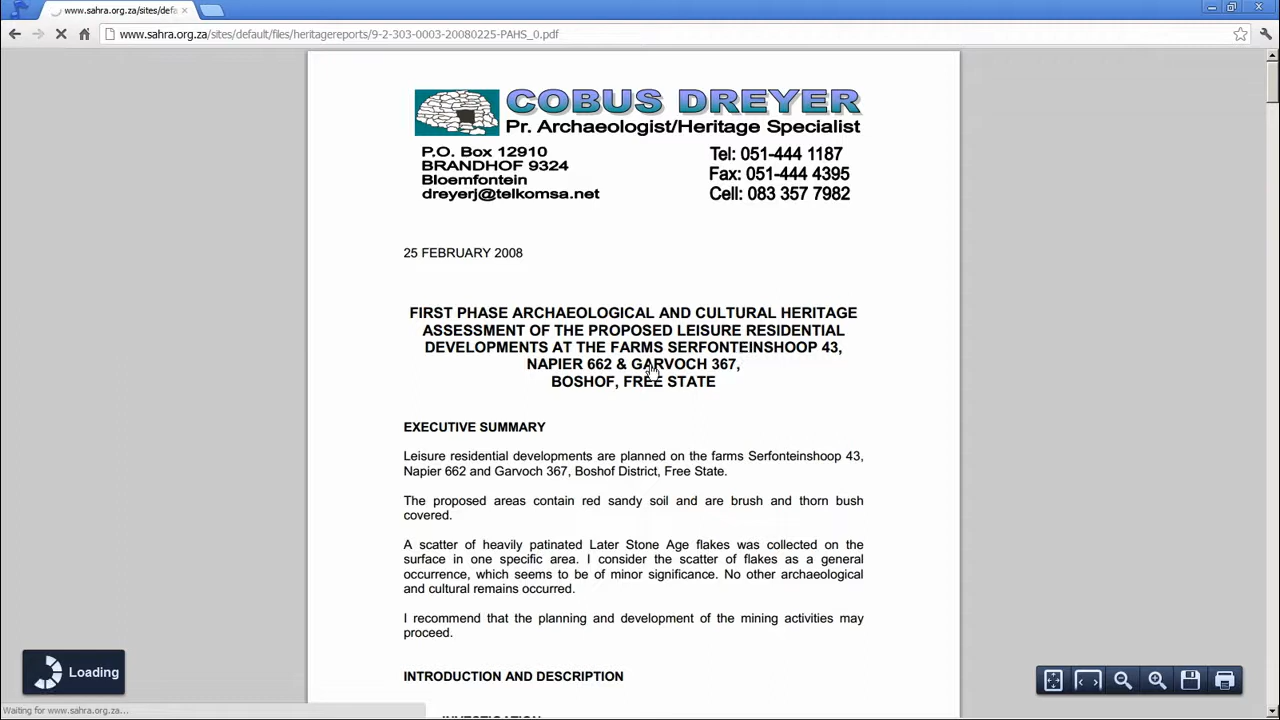 www.sahra.org.za/sites/defa
www.sahra.org.za/sites/default/files/heritagereports/9-2-303-0003-20080225-PAHS_0.pdf
COBUS DREYER
Pr. Archaeologist/Heritage Specialist
P.O. Box 12910
BRANDHOF 9324
Bloemfontein
dreyerj@telkomsa.net
Tel: 051-444 1187
Fax: 051-444 4395
Cell: 083 357 7982
25 FEBRUARY 2008
FIRST PHASE ARCHAEOLOGICAL AND CULTURAL HERITAGE
ASSESSMENT OF THE PROPOSED LEISURE RESIDENTIAL
DEVELOPMENTS AT THE FARMS SERFONTEINSHOOP 43,
NAPIER 662 & GARVOCH 367,
BOSHOF, FREE STATE
EXECUTIVE SUMMARY
Leisure residential developments are planned on the farms Serfonteinshoop 43,
Napier 662 and Garvoch 367, Boshof District, Free State.
The proposed areas contain red sandy soil and are brush and thorn bush
covered.
A scatter of heavily patinated Later Stone Age flakes was collected on the
surface in one specific area. I consider the scatter of flakes as a general
occurrence, which seems to be of minor significance. No other archaeological
and cultural remains occurred.
I recommend that the planning and development of the mining activities may
proceed.
INTRODUCTION AND DESCRIPTION
INVESTIGATION
Loading
Waiting for www.sahra.org.za...